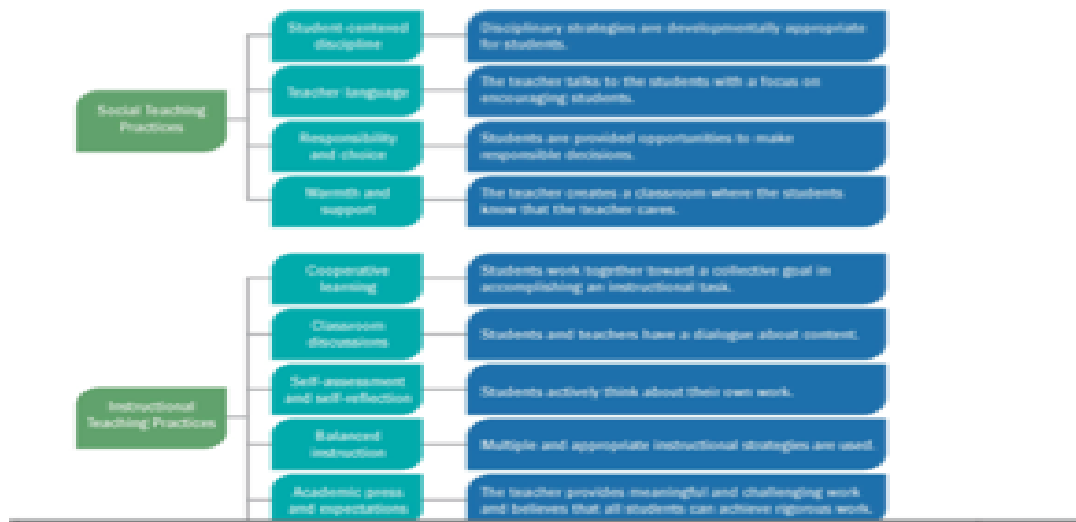 Student-centered
discipline
Disciplinary strategies are developmentally appropriate
for students.
Teacher language
The teacher talks to the students with a focus on
encouraging students.
Social Teaching
Practices
Responsibility
and choice
Students are provided opportunities to make
responsible decisions.
Warmth and
support
The teacher creates a classroom where the students
know that the teacher cares.
Cooperative
learning
Students work together toward a collective goal in
accomplishing an instructional task.
Classroom
discussions
Students and teachers have a dialogue about content.
Self-assessment
and self-reflection
Students actively think about their own work.
Instructional
Teaching Practices
Balanced
instruction
Multiple and appropriate instructional strategies are used.
Academic press
and expectations
The teacher provides meaningful and challenging work
and believes that all students can achieve rigorous work.